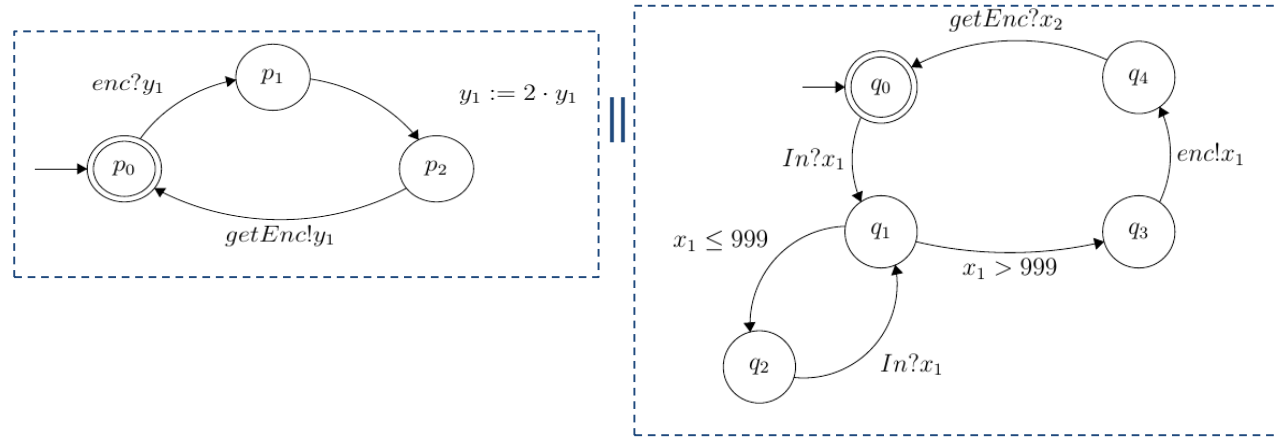 enc?y₁
p₁
y₁ := 2 · y₁
p₀
p₂
getEnc!y₁
||
getEnc?x₂
q₀
q₄
In?x₁
enc!x₁
q₁
q₃
x₁ ≤ 999
x₁ > 999
q₂
In?x₁